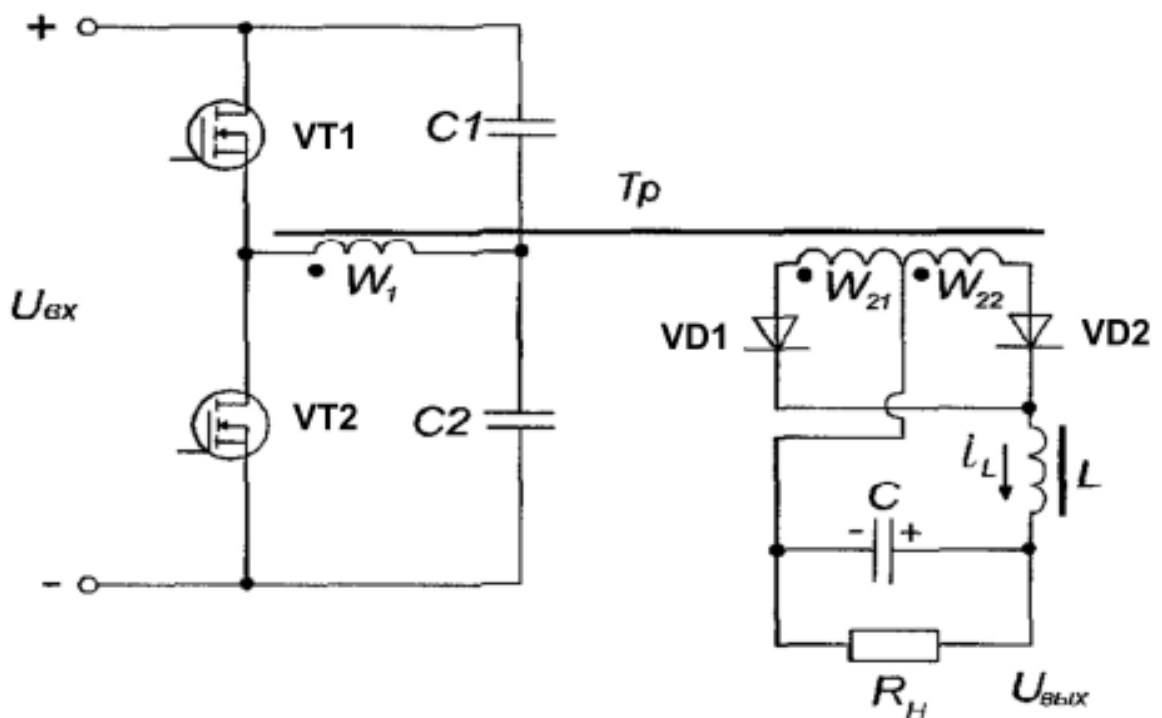 +
VT1
C1
Tp
W₁
W₂₁
W₂₂
Uвх
VD1
VD2
VT2
C2
iL
L
C
- +
-
RН
Uвых